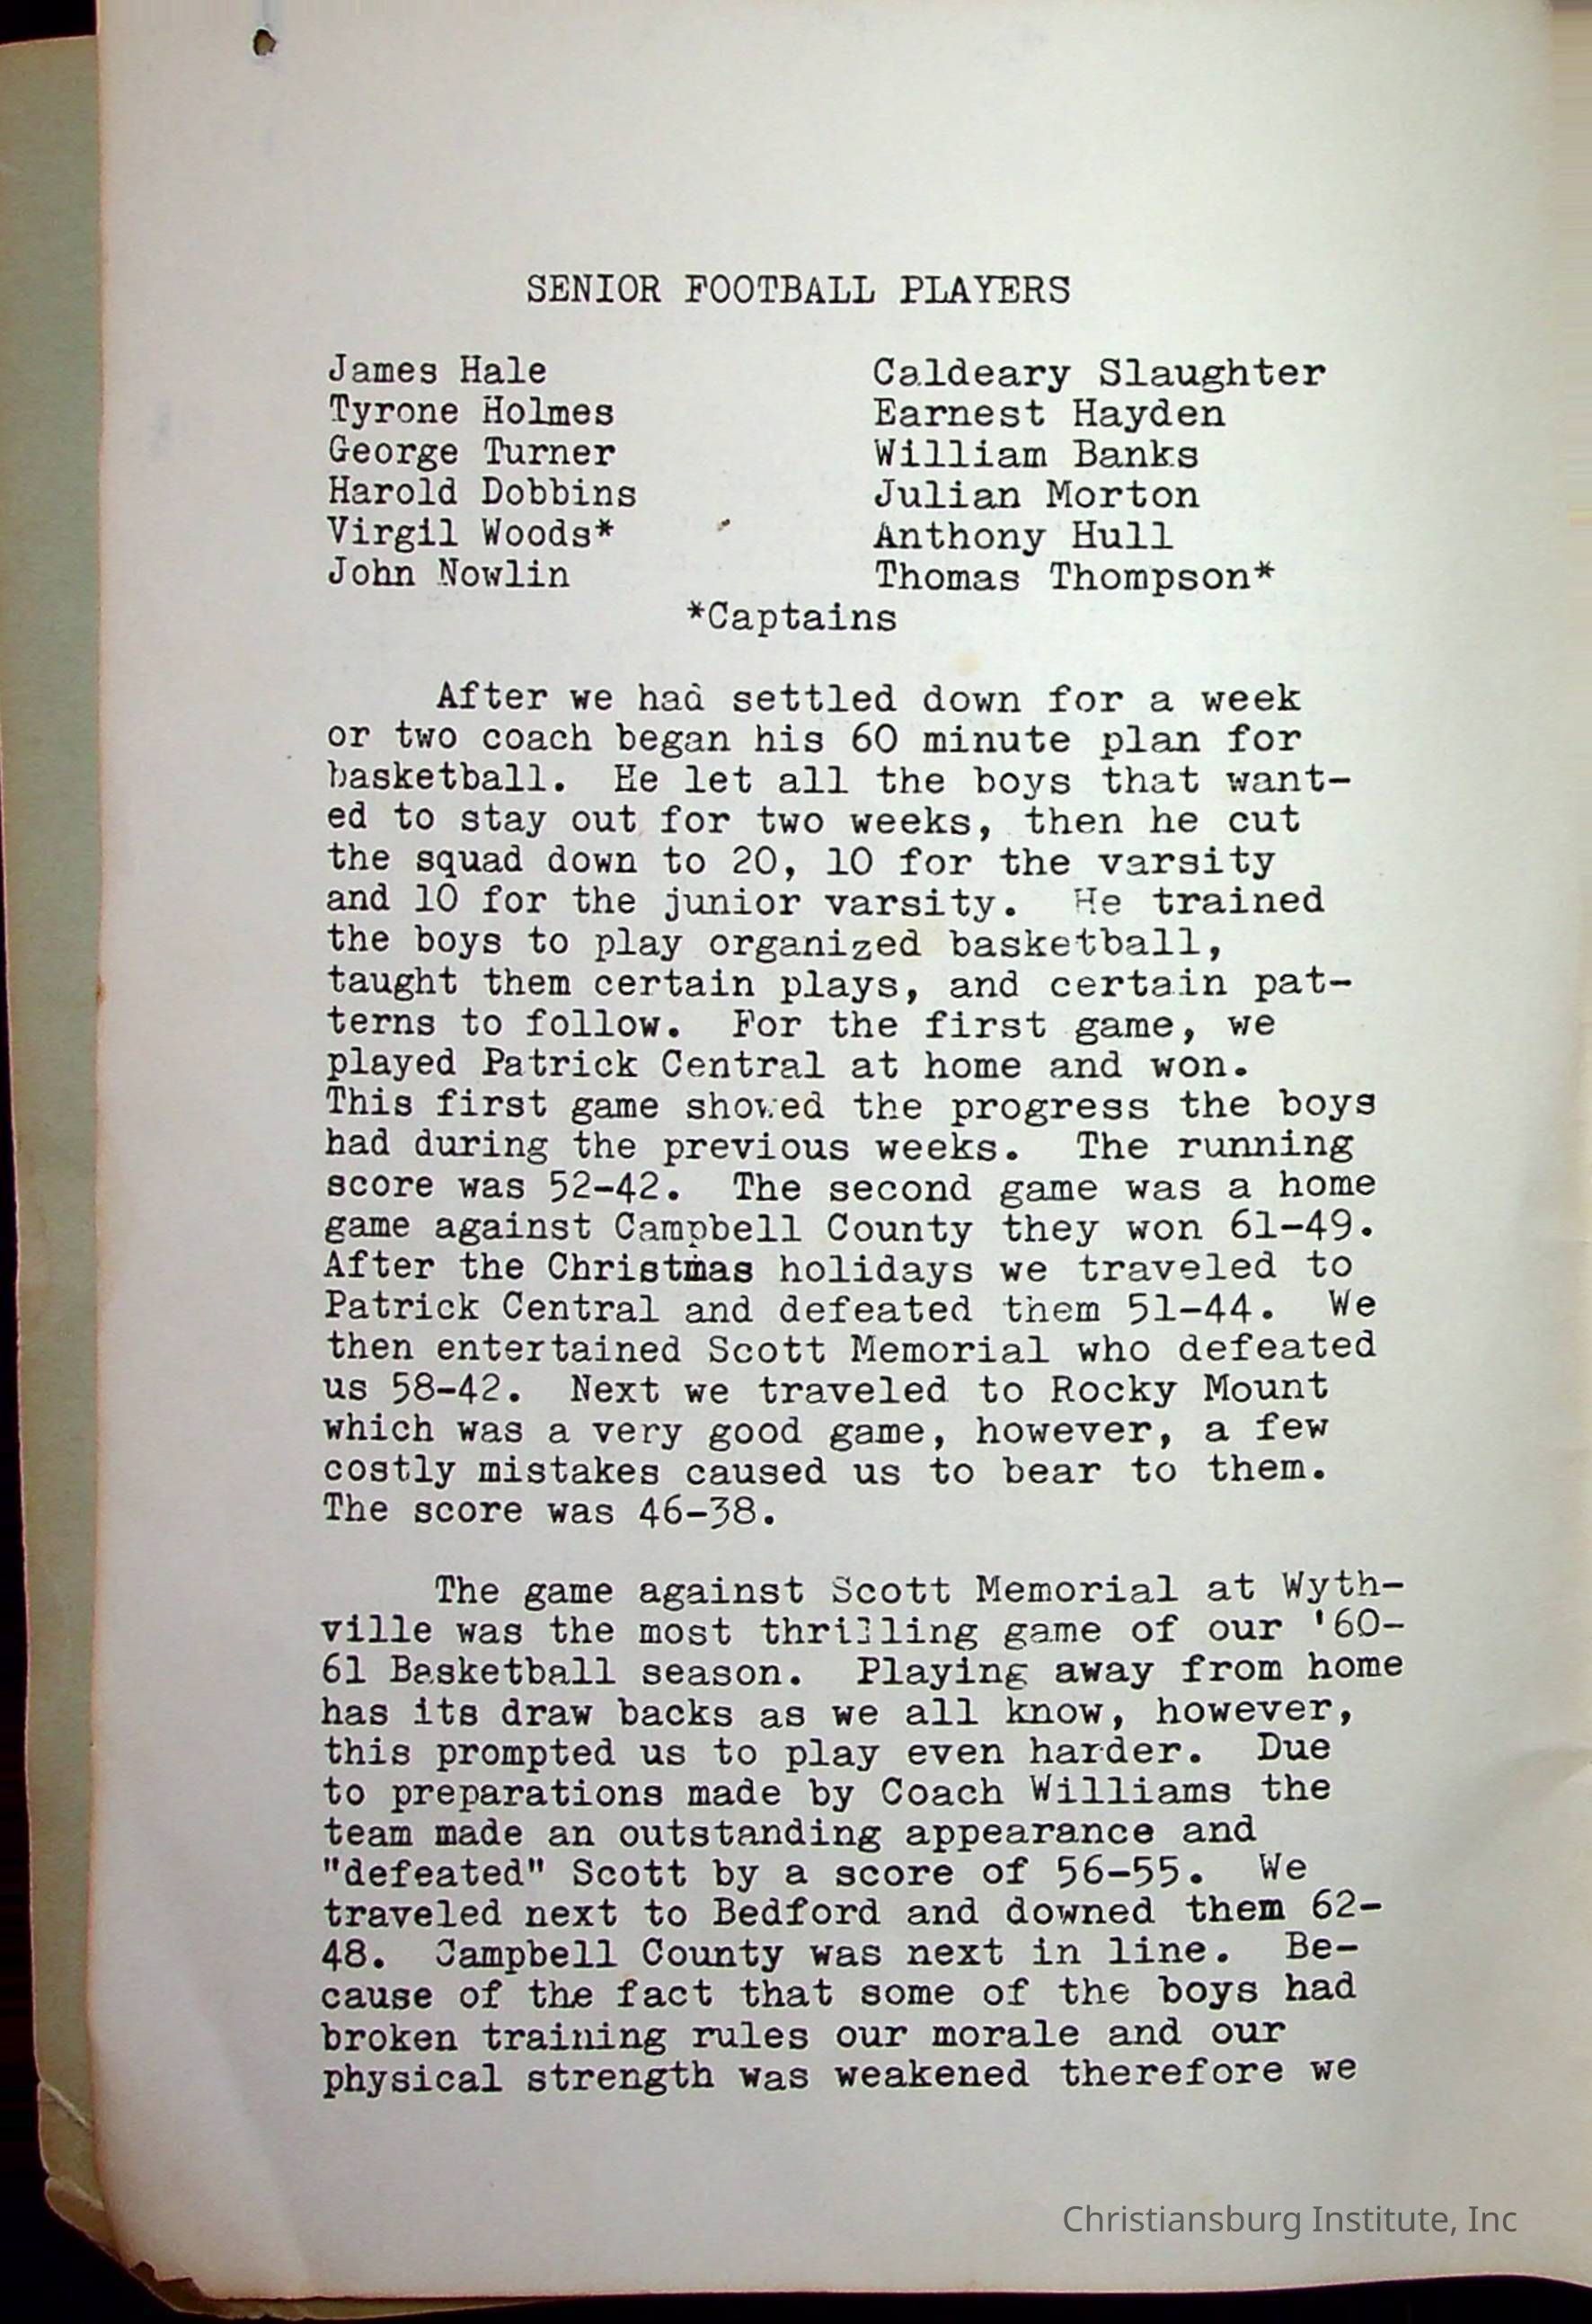 SENIOR FOOTBALL PLAYERS
James Hale Caldeary Slaughter
Tyrone Holmes Earnest Hayden
George Turner William Banks
Harold Dobbins Julian Morton
Virgil Woods* Anthony Hull
John Nowlin Thomas Thompson*
*Captains
After we had settled down for a week
or two coach began his 60 minute plan for
basketball. He let all the boys that want-
ed to stay out for two weeks, then he cut
the squad down to 20, 10 for the varsity
and 10 for the junior varsity. He trained
the boys to play organized basketball,
taught them certain plays, and certain pat-
terns to follow. For the first game, we
played Patrick Central at home and won.
This first game showed the progress the boys
had during the previous weeks. The running
score was 52-42. The second game was a home
game against Campbell County they won 61-49.
After the Christmas holidays we traveled to
Patrick Central and defeated them 51-44. We
then entertained Scott Memorial who defeated
us 58-42. Next we traveled to Rocky Mount
which was a very good game, however, a few
costly mistakes caused us to bear to them.
The score was 46-38.
The game against Scott Memorial at Wyth-
ville was the most thrilling game of our '60-
61 Basketball season. Playing away from home
has its draw backs as we all know, however,
this prompted us to play even harder. Due
to preparations made by Coach Williams the
team made an outstanding appearance and
"defeated" Scott by a score of 56-55. We
traveled next to Bedford and downed them 62-
48. Campbell County was next in line. Be-
cause of the fact that some of the boys had
broken training rules our morale and our
physical strength was weakened therefore we
Christiansburg Institute, Inc